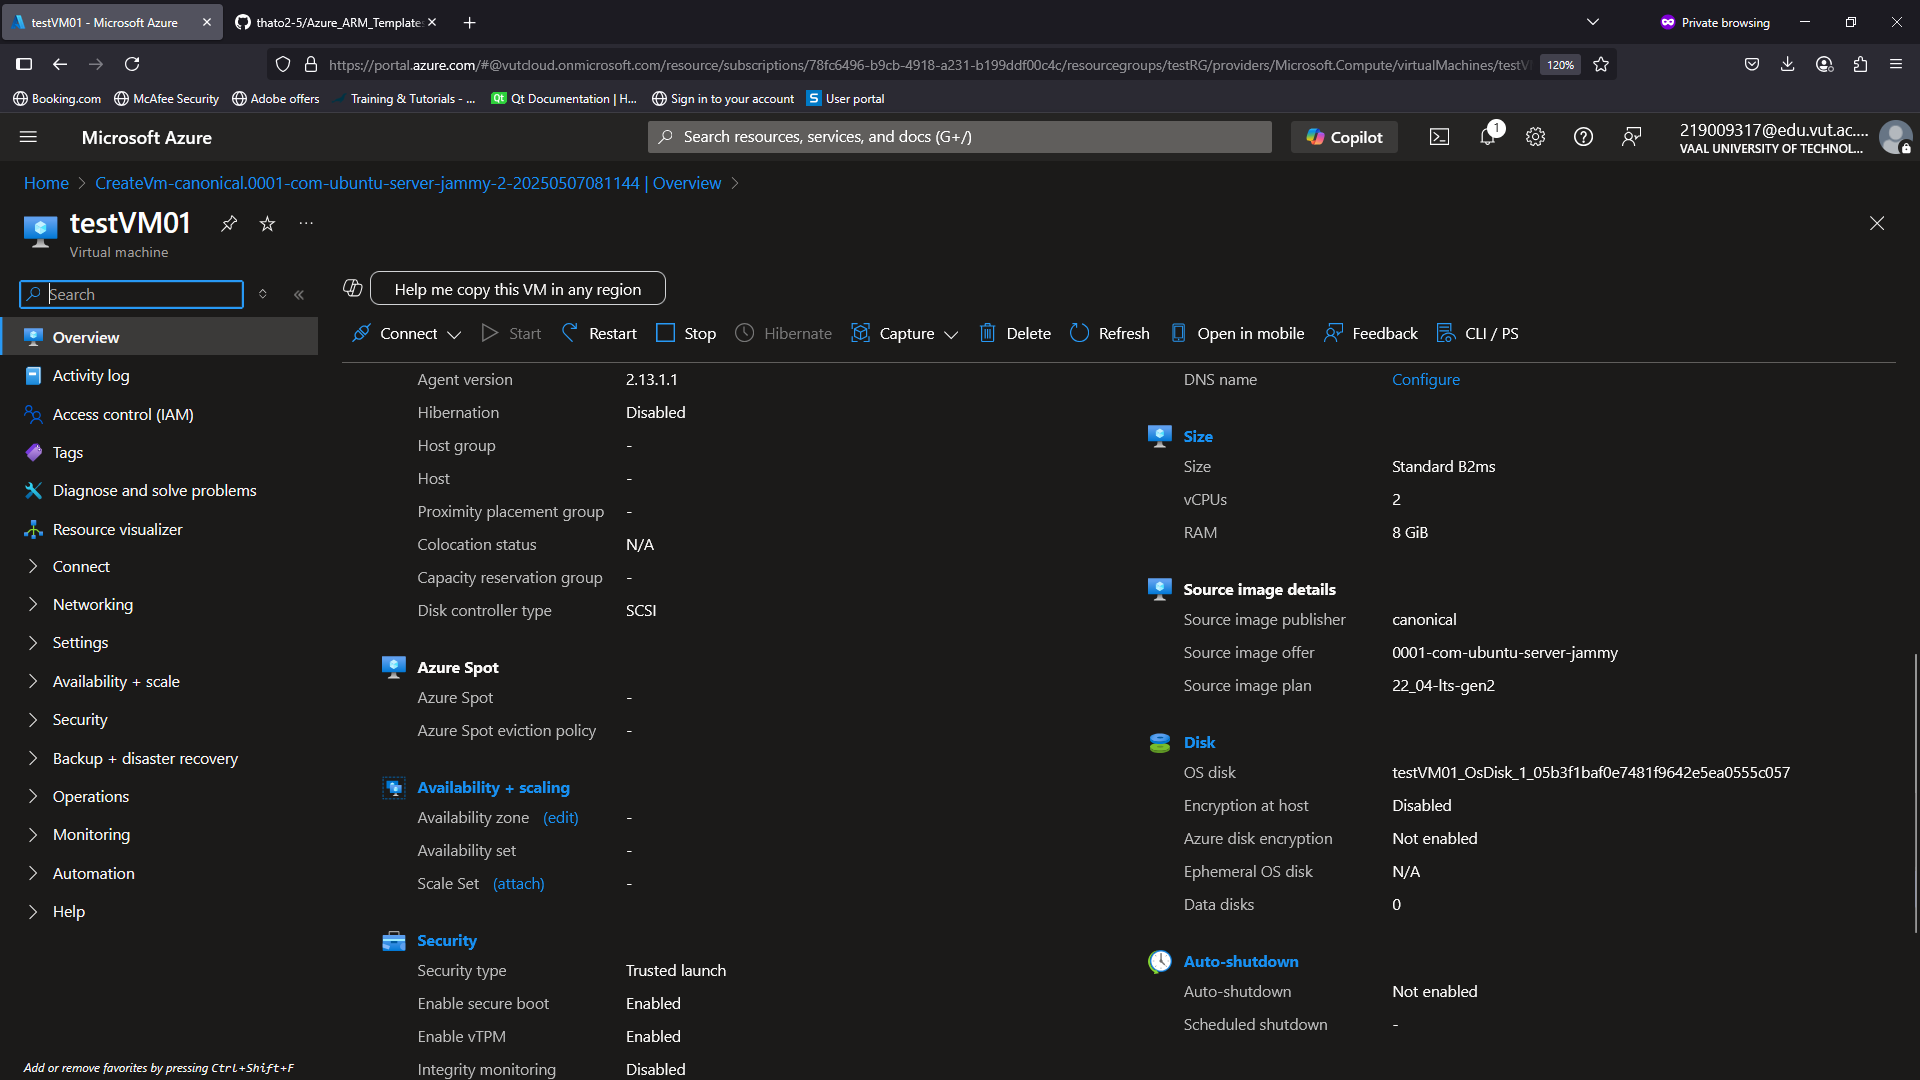 testVM01 - Microsoft Azure
thato2-5/Azure_ARM_Template
Private browsing
https://portal.azure.com/#@vutcloud.onmicrosoft.com/resource/subscriptions/78fc6496-b9cb-4918-a231-b199ddf00c4c/resourcegroups/testRG/providers/Microsoft.Compute/virtualMachines/testV
120%
Booking.com
McAfee Security
Adobe offers
Training & Tutorials - ...
Qt Documentation | H...
Sign in to your account
User portal
Microsoft Azure
Search resources, services, and docs (G+/)
Copilot
1
219009317@edu.vut.ac....
VAAL UNIVERSITY OF TECHNOL...
Home > CreateVm-canonical.0001-com-ubuntu-server-jammy-2-20250507081144 | Overview >
testVM01
Virtual machine
Search
Help me copy this VM in any region
Connect
Start
Restart
Stop
Hibernate
Capture
Delete
Refresh
Open in mobile
Feedback
CLI / PS
Overview
Activity log
Access control (IAM)
Tags
Diagnose and solve problems
Resource visualizer
Connect
Networking
Settings
Availability + scale
Security
Backup + disaster recovery
Operations
Monitoring
Automation
Help
Add or remove favorites by pressing Ctrl+Shift+F
Agent version 2.13.1.1
Hibernation Disabled
Host group -
Host -
Proximity placement group -
Colocation status N/A
Capacity reservation group -
Disk controller type SCSI
Azure Spot
Azure Spot -
Azure Spot eviction policy -
Availability + scaling
Availability zone (edit) -
Availability set -
Scale Set (attach) -
Security
Security type Trusted launch
Enable secure boot Enabled
Enable vTPM Enabled
Integrity monitoring Disabled
DNS name Configure
Size
Size Standard B2ms
vCPUs 2
RAM 8 GiB
Source image details
Source image publisher canonical
Source image offer 0001-com-ubuntu-server-jammy
Source image plan 22_04-lts-gen2
Disk
OS disk testVM01_OsDisk_1_05b3f1baf0e7481f9642e5ea0555c057
Encryption at host Disabled
Azure disk encryption Not enabled
Ephemeral OS disk N/A
Data disks 0
Auto-shutdown
Auto-shutdown Not enabled
Scheduled shutdown -